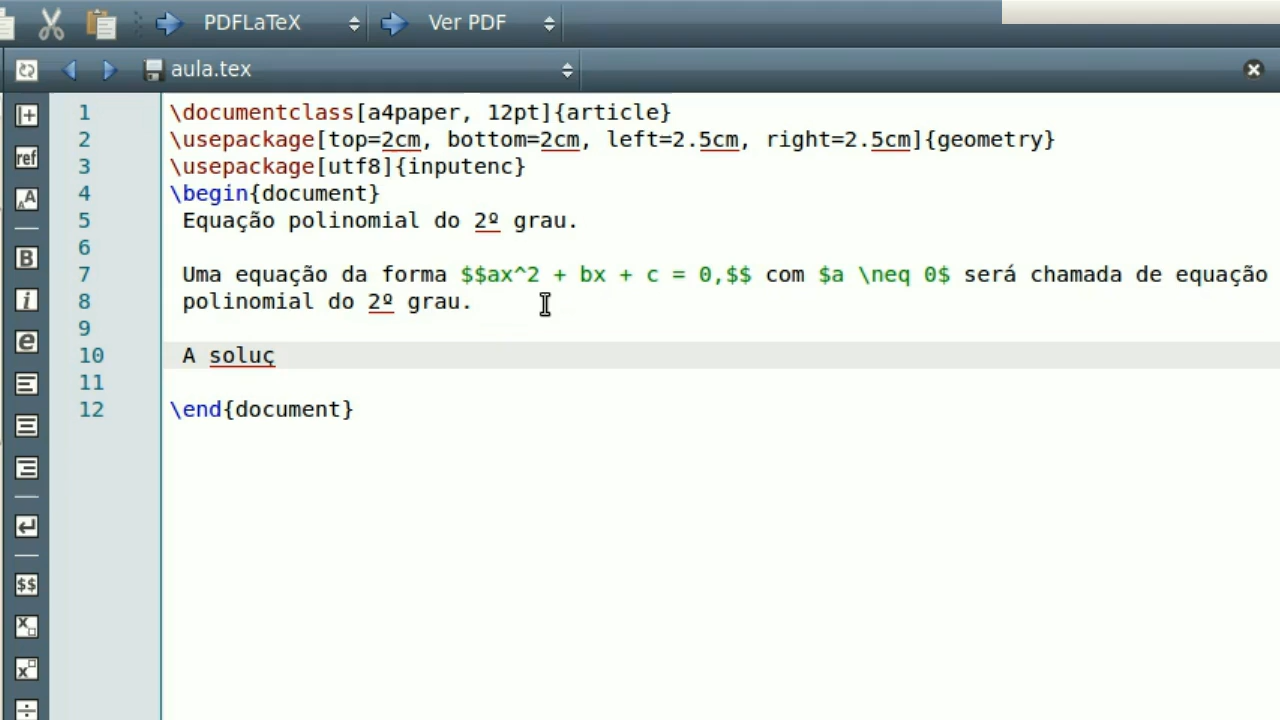 PDFLaTeX Ver PDF
aula.tex
1 \documentclass[a4paper, 12pt]{article}
2 \usepackage[top=2cm, bottom=2cm, left=2.5cm, right=2.5cm]{geometry}
3 \usepackage[utf8]{inputenc}
4 \begin{document}
5 Equação polinomial do 2º grau.
6
7 Uma equação da forma $$ax^2 + bx + c = 0,$$ com $a \neq 0$ será chamada de equação
8 polinomial do 2º grau.
9
10 A soluç
11
12 \end{document}
ref